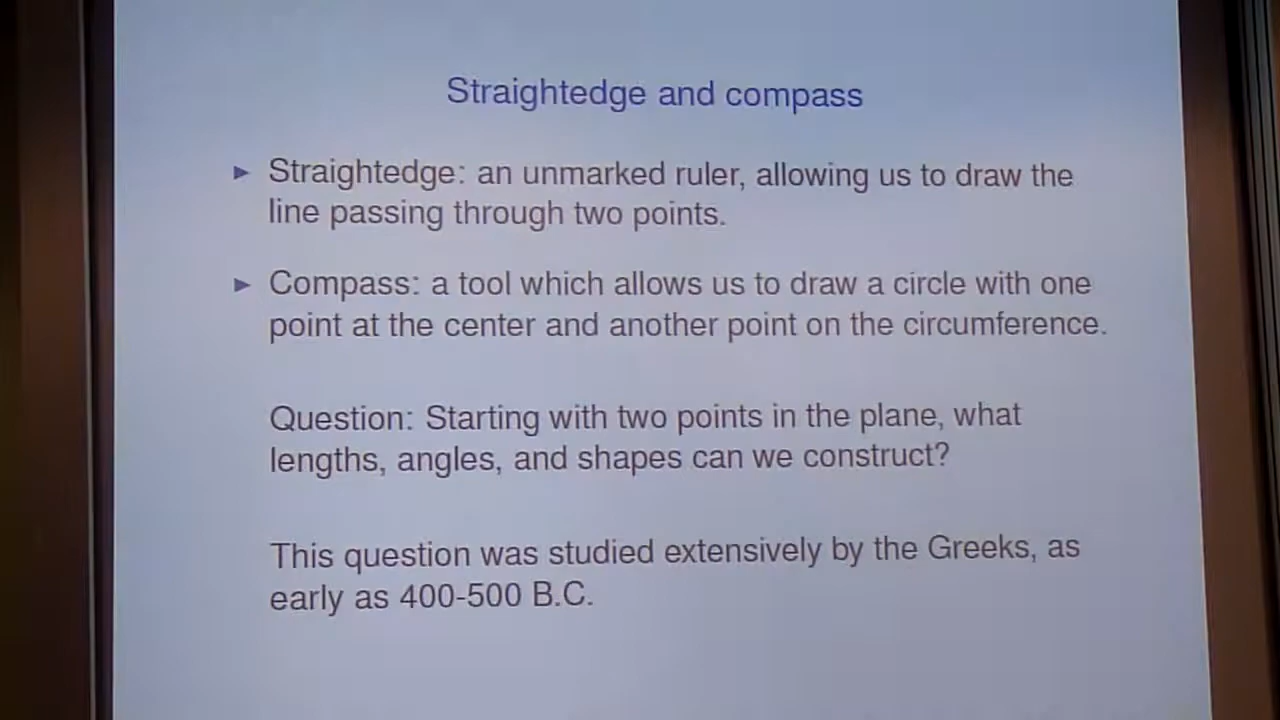 Straightedge and compass
► Straightedge: an unmarked ruler, allowing us to draw the
line passing through two points.
► Compass: a tool which allows us to draw a circle with one
point at the center and another point on the circumference.
Question: Starting with two points in the plane, what
lengths, angles, and shapes can we construct?
This question was studied extensively by the Greeks, as
early as 400-500 B.C.